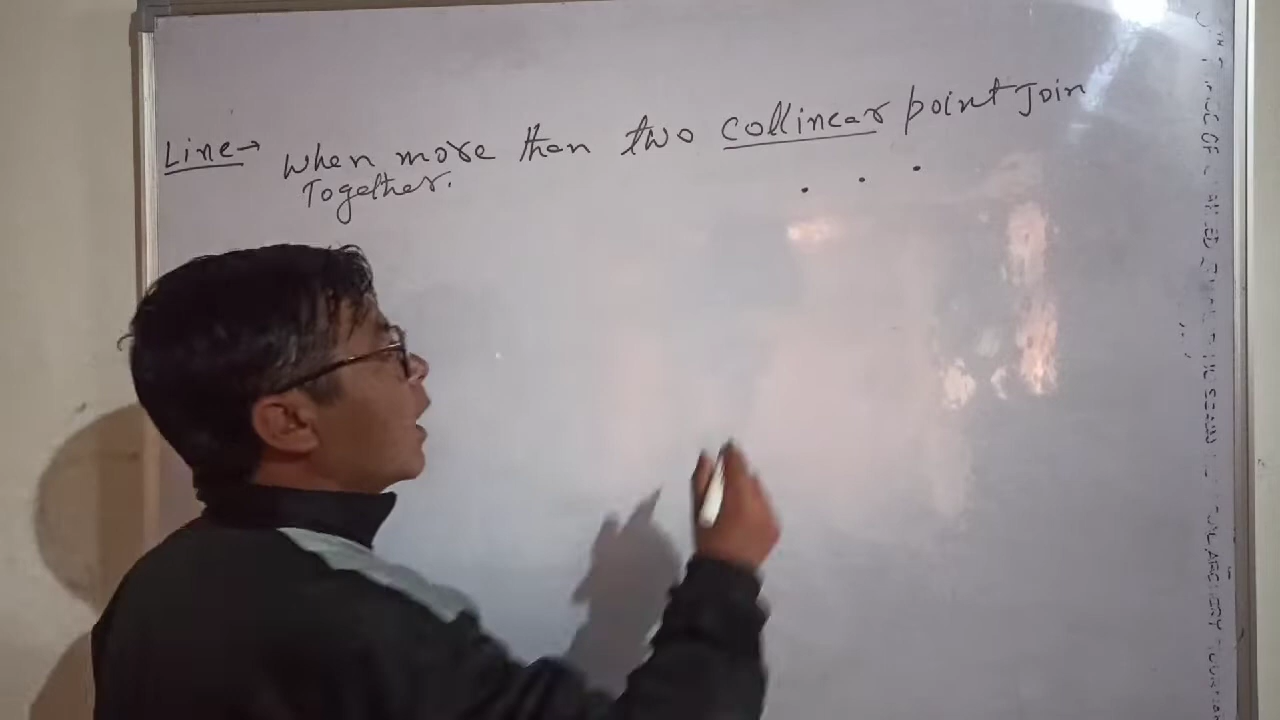 Line→ When more than two collinear point Join
Together.